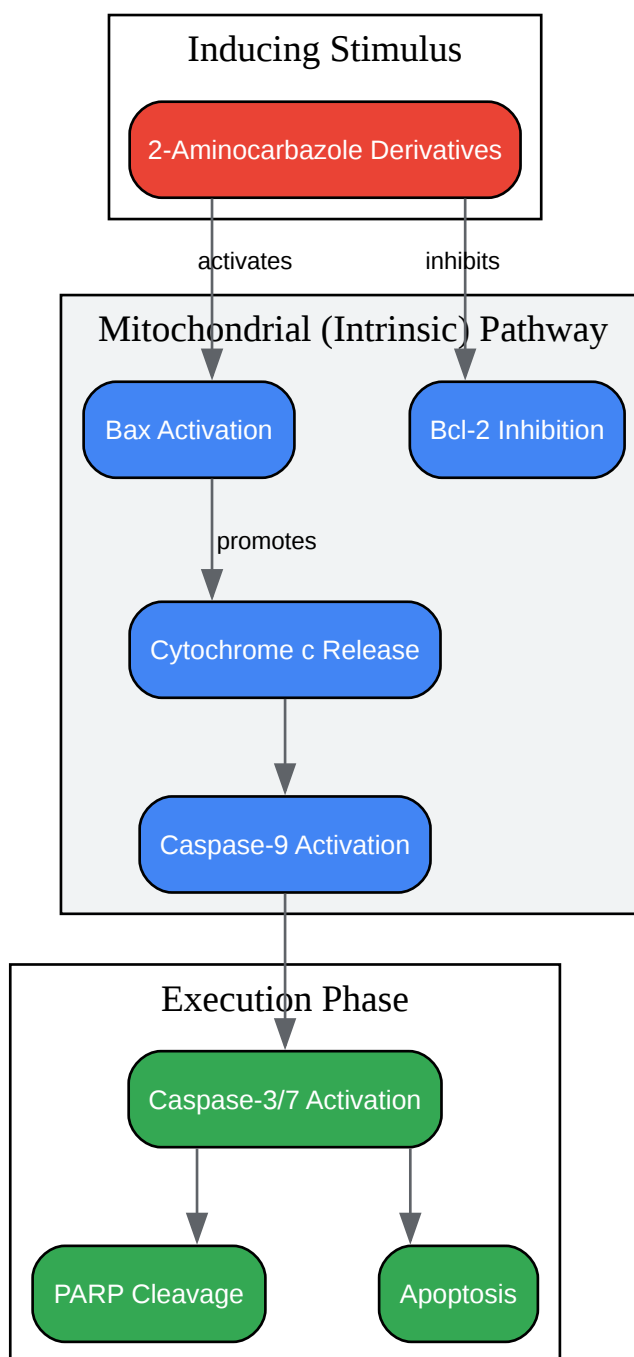 Inducing Stimulus
2-Aminocarbazole Derivatives
activates
inhibits
Mitochondrial (Intrinsic) Pathway
Bax Activation
Bcl-2 Inhibition
promotes
Cytochrome c Release
Caspase-9 Activation
Execution Phase
Caspase-3/7 Activation
PARP Cleavage
Apoptosis